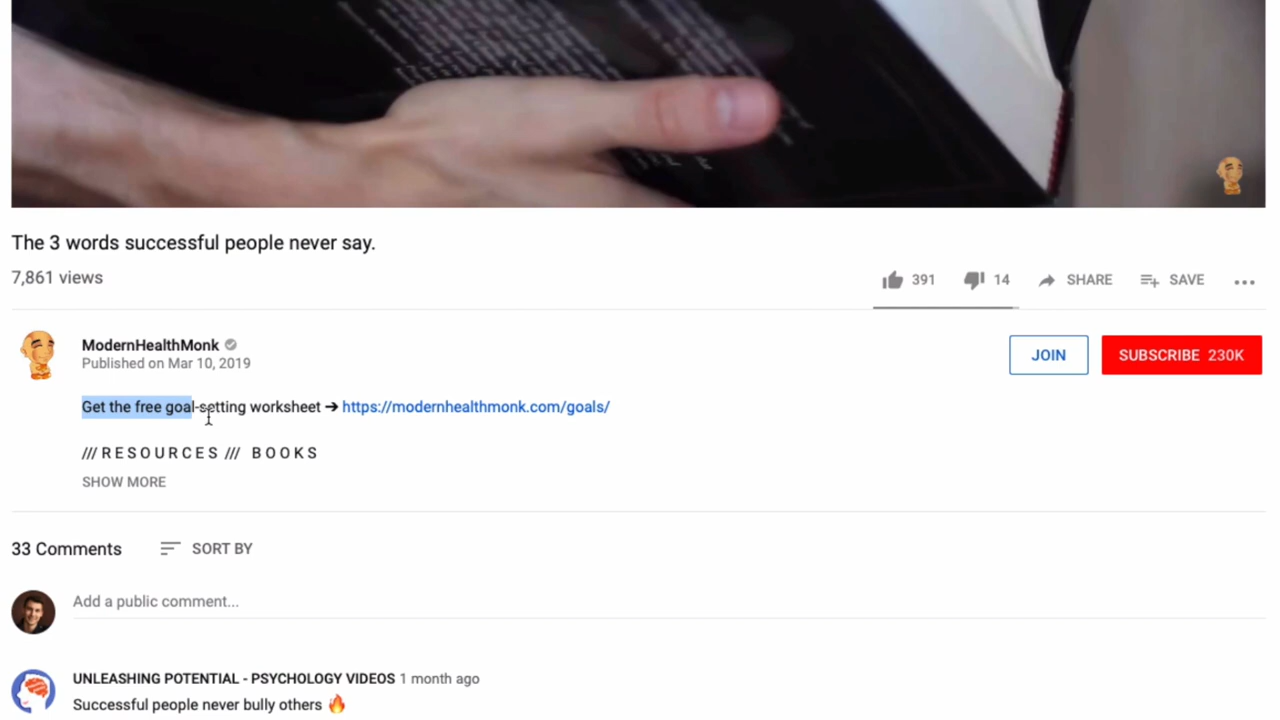 The 3 words successful people never say.
7,861 views
391 14 SHARE SAVE ...
ModernHealthMonk
Published on Mar 10, 2019
JOIN SUBSCRIBE 230K
Get the free goal-setting worksheet ➔ https://modernhealthmonk.com/goals/
/// R E S O U R C E S /// B O O K S
SHOW MORE
33 Comments SORT BY
Add a public comment...
UNLEASHING POTENTIAL - PSYCHOLOGY VIDEOS 1 month ago
Successful people never bully others 🔥